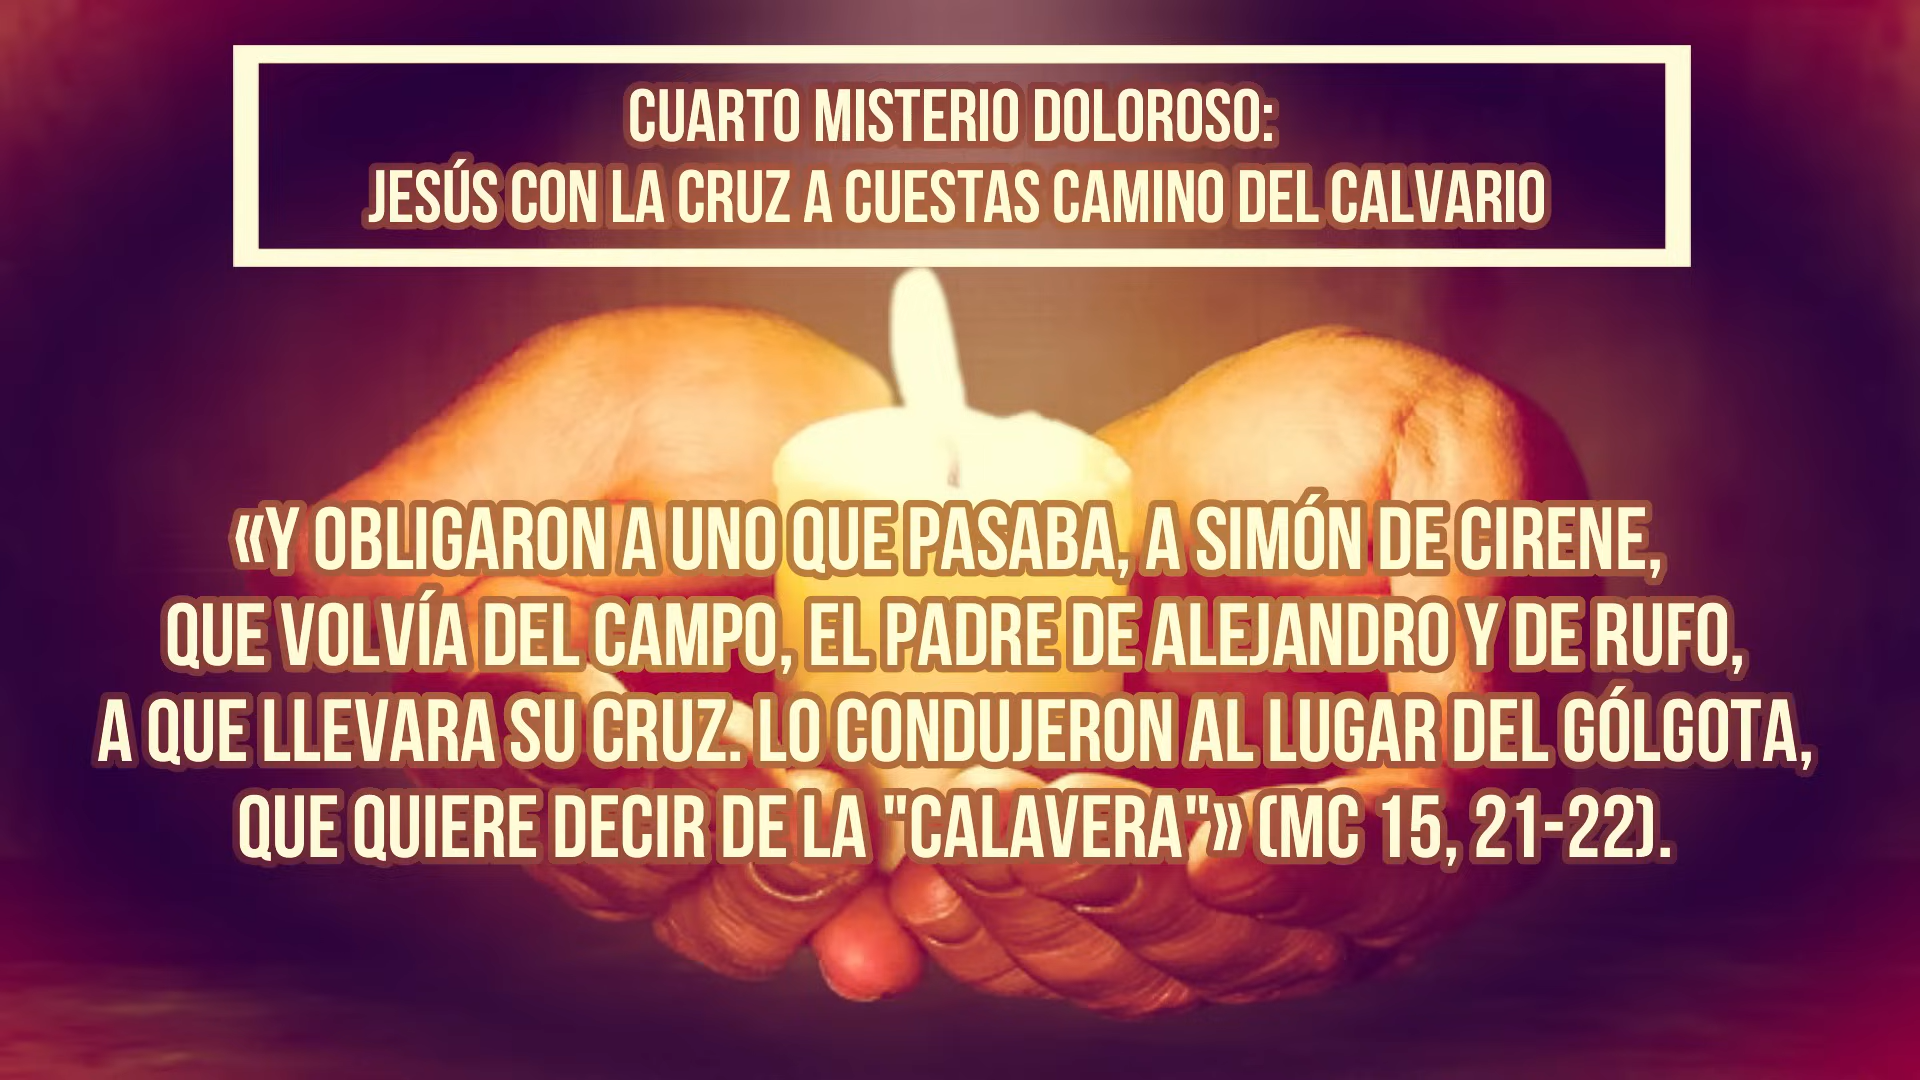 CUARTO MISTERIO DOLOROSO:
JESÚS CON LA CRUZ A CUESTAS CAMINO DEL CALVARIO
«Y OBLIGARON A UNO QUE PASABA, A SIMÓN DE CIRENE,
QUE VOLVÍA DEL CAMPO, EL PADRE DE ALEJANDRO Y DE RUFO,
A QUE LLEVARA SU CRUZ. LO CONDUJERON AL LUGAR DEL GÓLGOTA,
QUE QUIERE DECIR DE LA "CALAVERA"» (MC 15, 21-22).